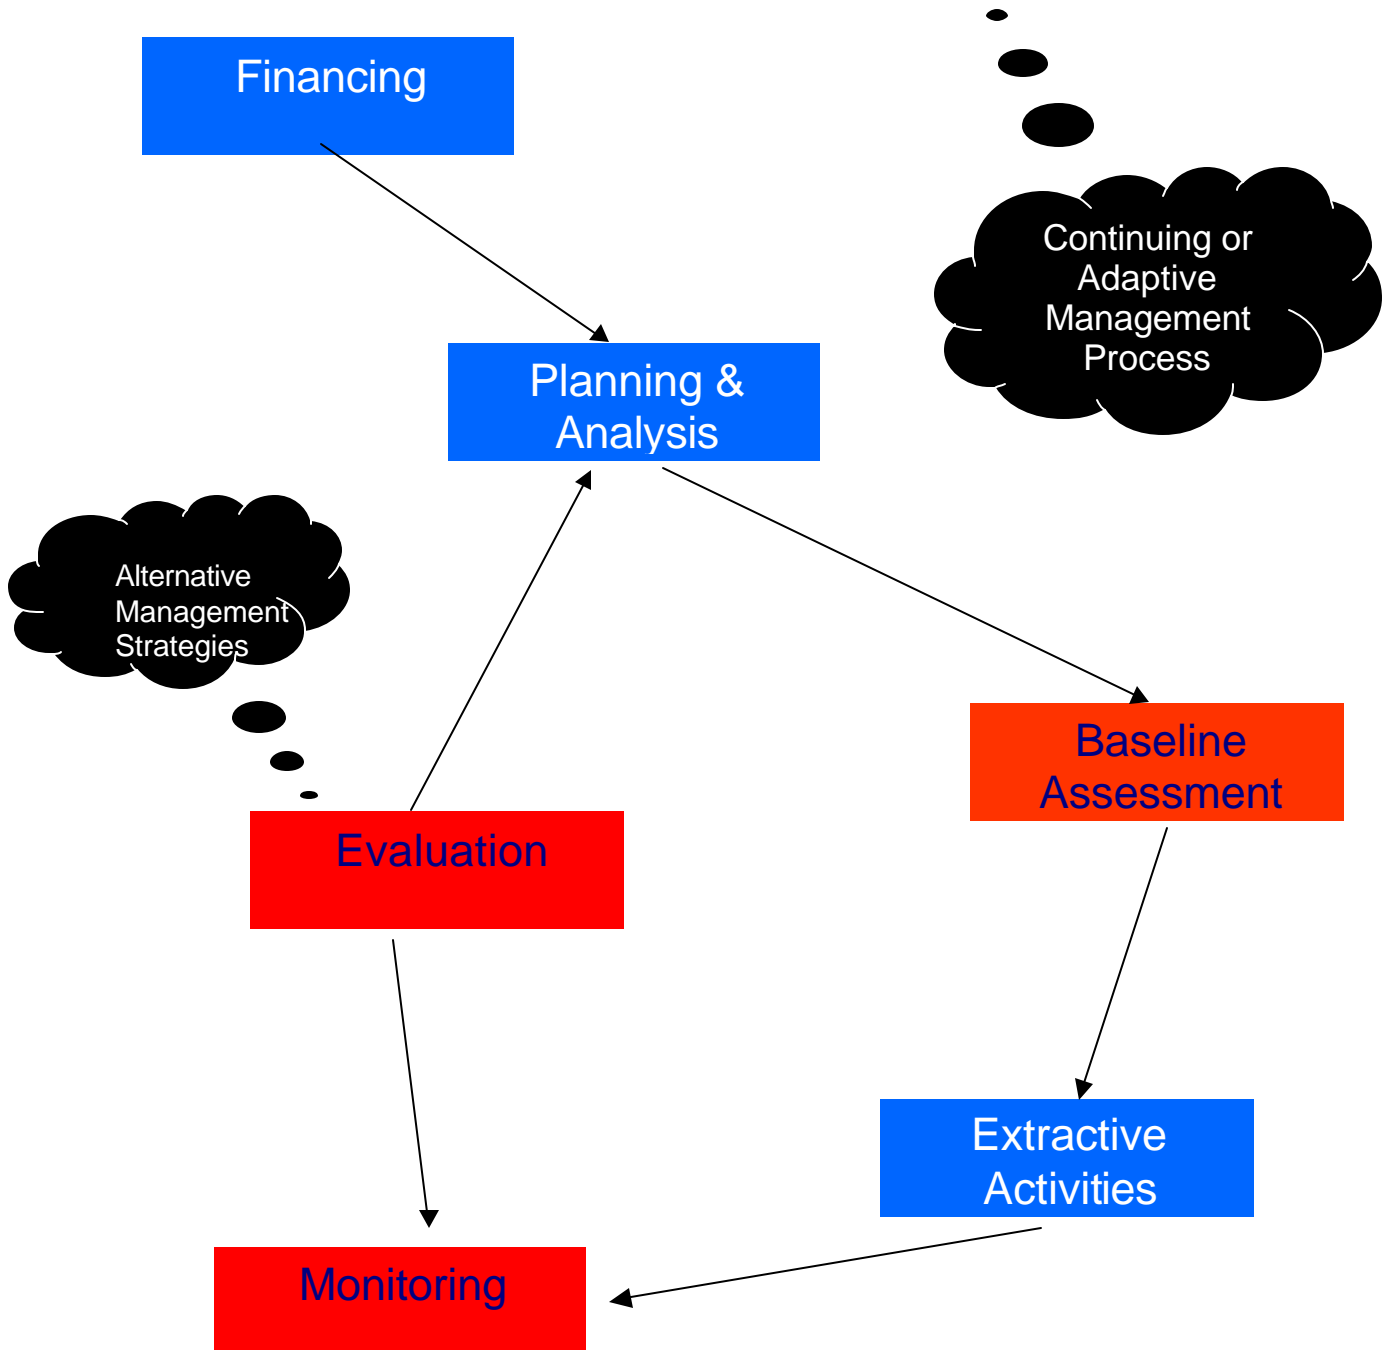 Financing
Continuing or
Adaptive
Management
Process
Planning &
Analysis
Alternative
Management
Strategies
Baseline
Assessment
Evaluation
Extractive
Activities
Monitoring